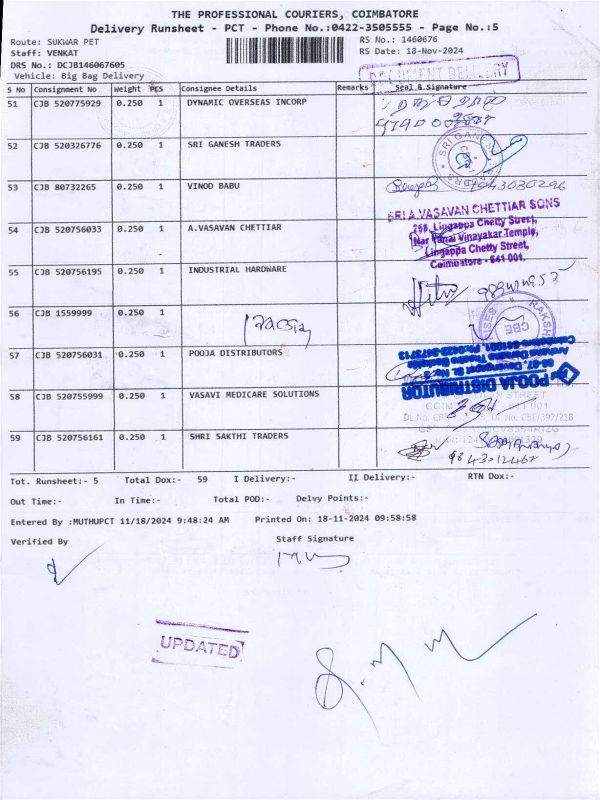 THE PROFESSIONAL COURIERS, COIMBATORE
Delivery Runsheet - PCT - Phone No.:0422-3505555 - Page No.:5
Route: SUKWAR PET
RS No.: 1460676
Staff: VENKAT
RS Date: 18-Nov-2024
DRS No.: DCJB146067605
Vehicle: Big Bag Delivery
DOCUMENT DELIVERY
S No Consignment No Weight PCS Consignee Details Remarks Seal & Signature
51 CJB 520775929 0.250 1 DYNAMIC OVERSEAS INCORP
52 CJB 520326776 0.250 1 SRI GANESH TRADERS
53 CJB 80732265 0.250 1 VINOD BABU
SRI.A.VASAVAN CHETTIAR SONS
54 CJB 520756033 0.250 1 A.VASAVAN CHETTIAR
258, Lingappa Chetty Street,
Vinayakar Temple,
Lingappa Chetty Street,
Coimbatore - 641 001.
55 CJB 520756195 0.250 1 INDUSTRIAL HARDWARE
56 CJB 1559999 0.250 1
CBE
57 CJB 520756031 0.250 1 POOJA DISTRIBUTORS
POOJA DISTRIBUTOR
58 CJB 520755999 0.250 1 VASAVI MEDICARE SOLUTIONS
59 CJB 520756161 0.250 1 SHRI SAKTHI TRADERS
Tot. Runsheet:- 5 Total Dox:- 59 I Delivery:- II Delivery:- RTN Dox:-
Out Time:- In Time:- Total POD:- Delvy Points:-
Entered By :MUTHUPCT 11/18/2024 9:48:24 AM Printed On: 18-11-2024 09:58:58
Verified By Staff Signature
UPDATED